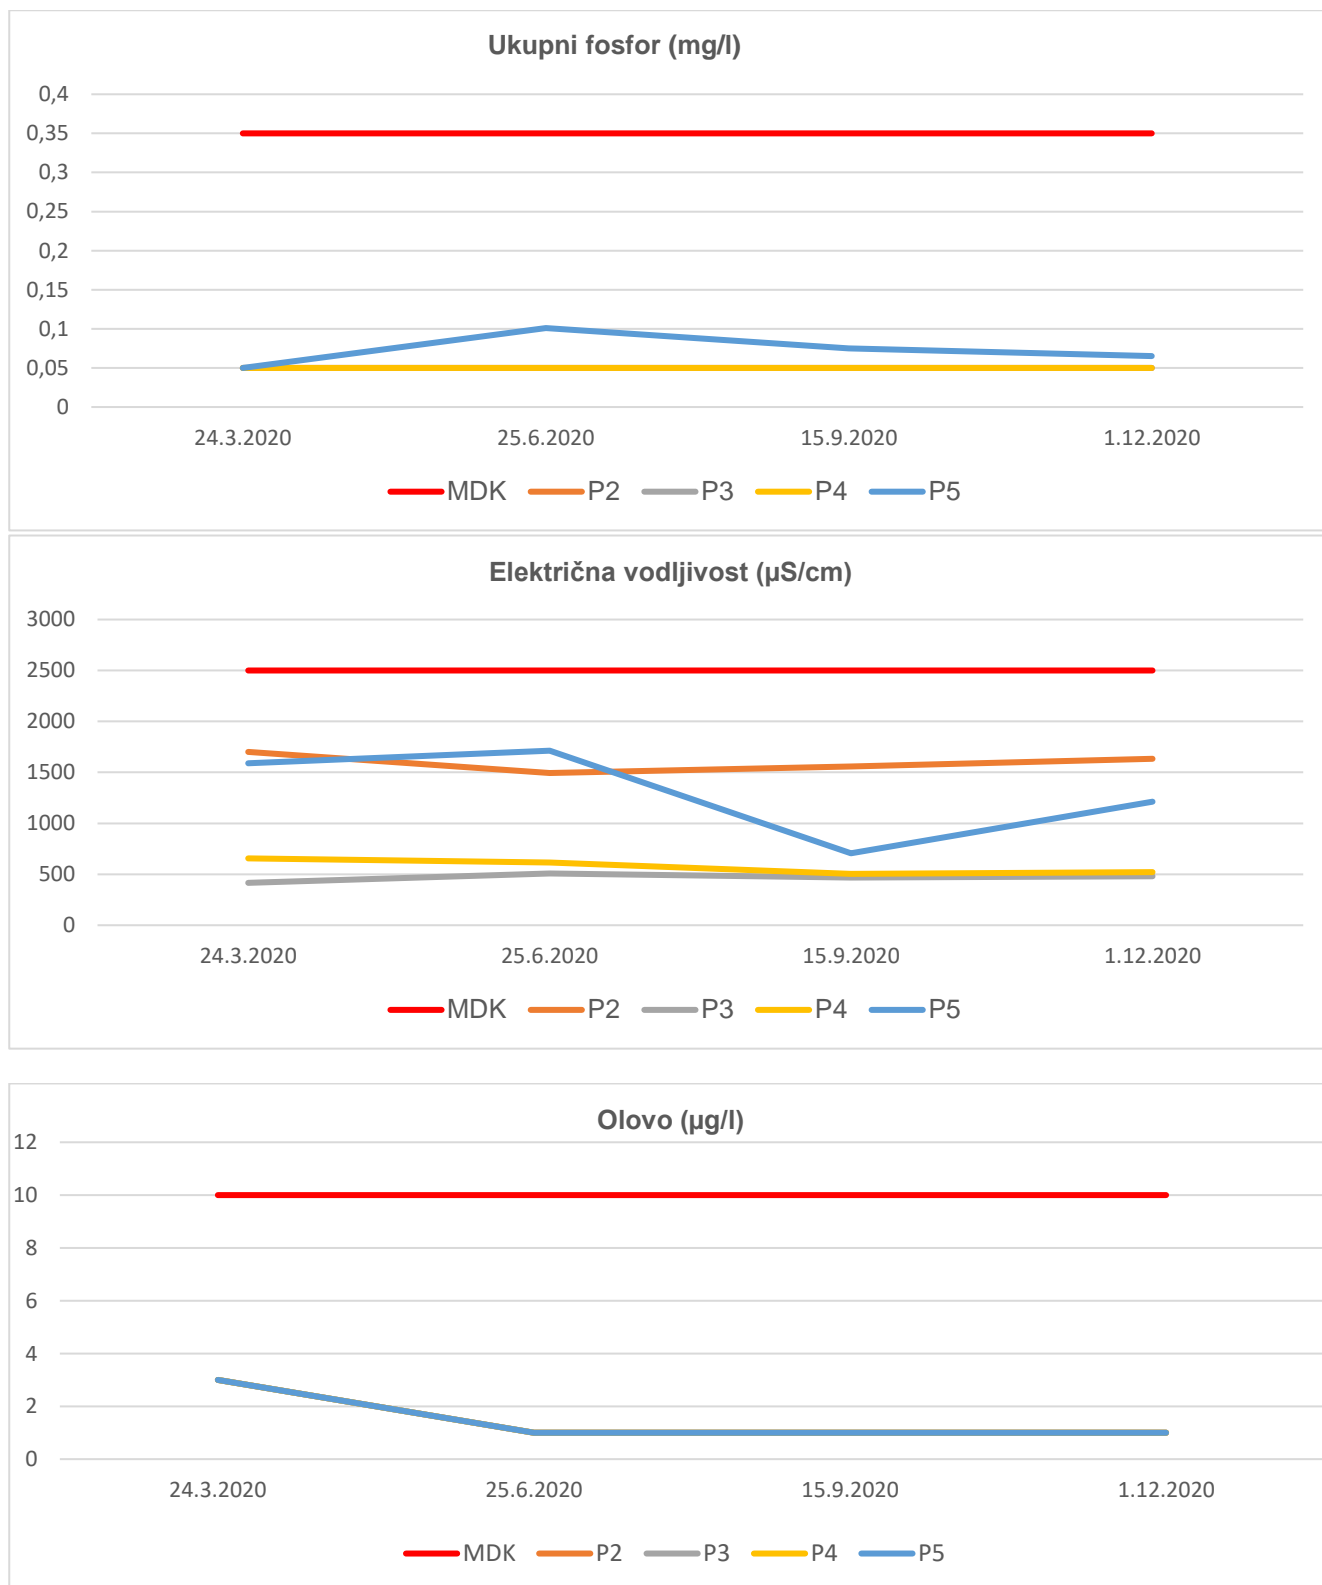 Ukupni fosfor (mg/l)
0,4
0,35
0,3
0,25
0,2
0,15
0,1
0,05
0
24.3.2020 25.6.2020 15.9.2020 1.12.2020
MDK P2 P3 P4 P5
Električna vodljivost (µS/cm)
3000
2500
2000
1500
1000
500
0
24.3.2020 25.6.2020 15.9.2020 1.12.2020
MDK P2 P3 P4 P5
Olovo (µg/l)
12
10
8
6
4
2
0
24.3.2020 25.6.2020 15.9.2020 1.12.2020
MDK P2 P3 P4 P5